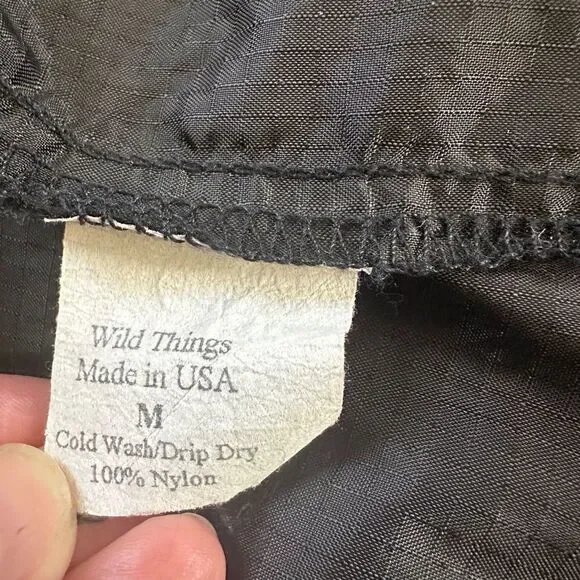 Wild Things
Made in USA
M
Cold Wash/Drip Dry
100% Nylon